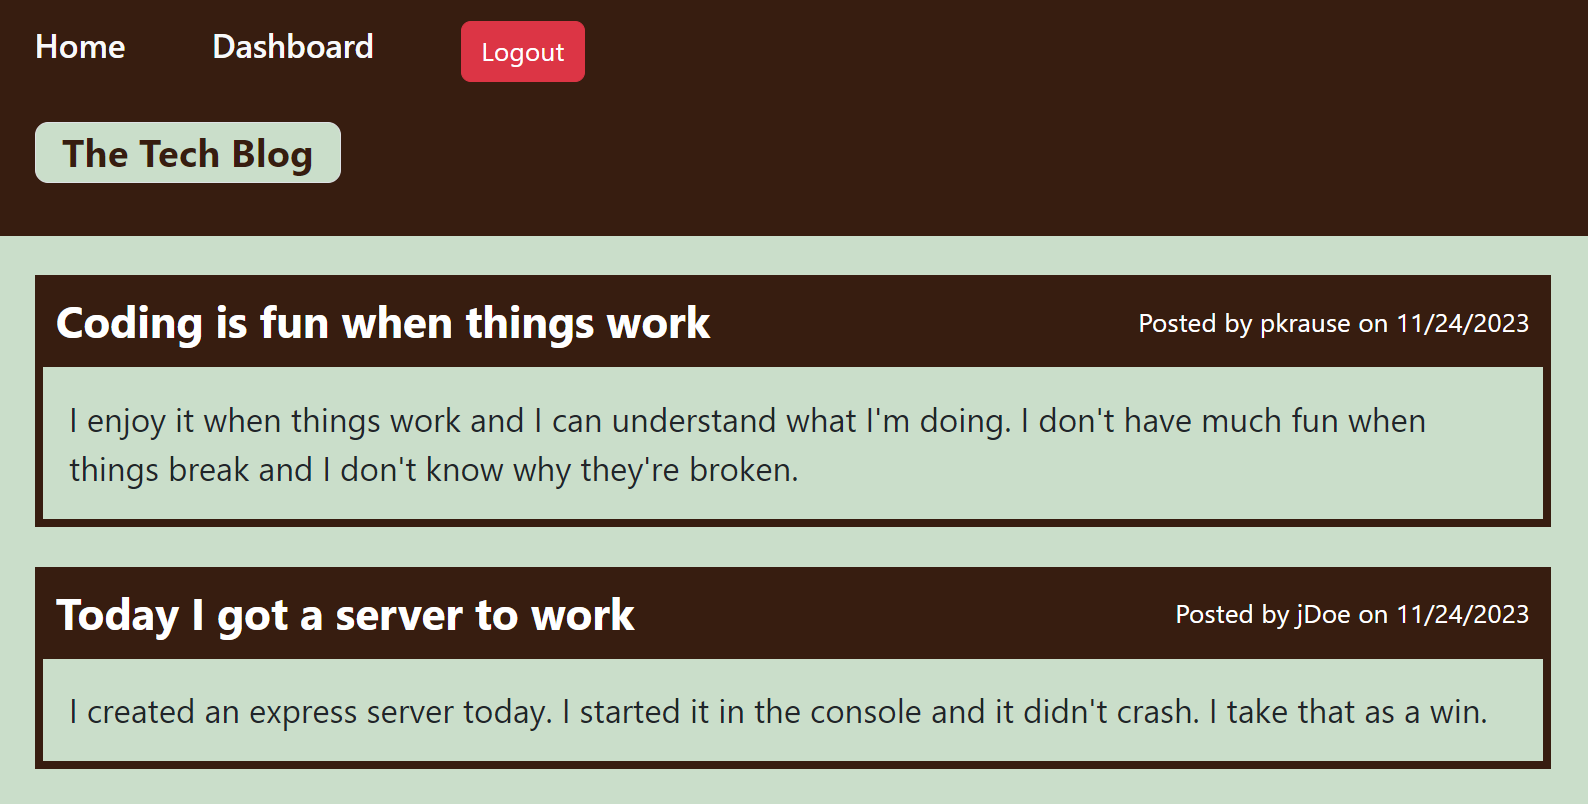 Home Dashboard Logout
The Tech Blog
Coding is fun when things work
Posted by pkrause on 11/24/2023
I enjoy it when things work and I can understand what I'm doing. I don't have much fun when
things break and I don't know why they're broken.
Today I got a server to work
Posted by jDoe on 11/24/2023
I created an express server today. I started it in the console and it didn't crash. I take that as a win.